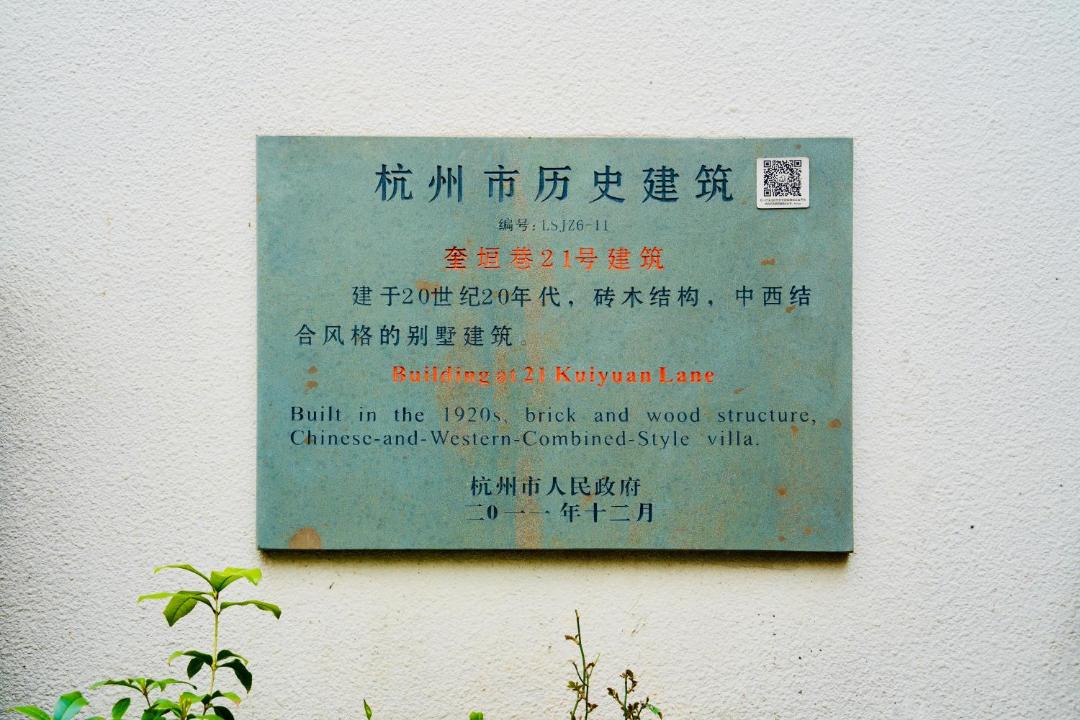 杭州市历史建筑
编号:LSJZ6-11
奎垣巷21号建筑
建于20世纪20年代，砖木结构，中西结
合风格的别墅建筑。
Building at 21 Kuiyuan Lane
Built in the 1920s, brick and wood structure,
Chinese-and-Western-Combined-Style villa.
杭州市人民政府
二0一一年十二月